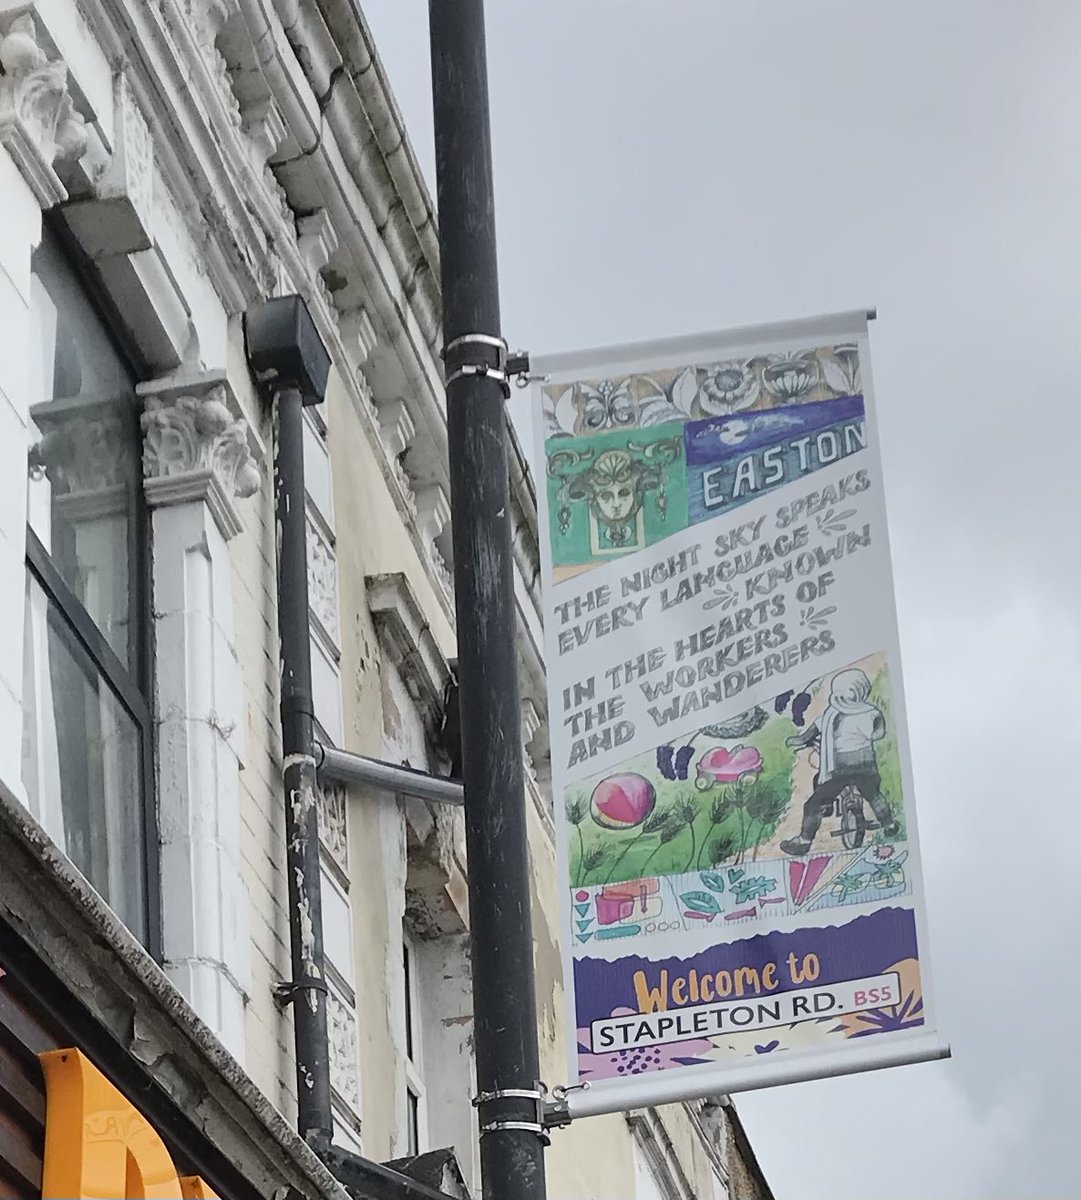 EASTON
THE NIGHT SKY SPEAKS
EVERY LANGUAGE
KNOWN
IN THE HEARTS OF
THE WORKERS
AND WANDERERS
Welcome to
STAPLETON RD. BS5